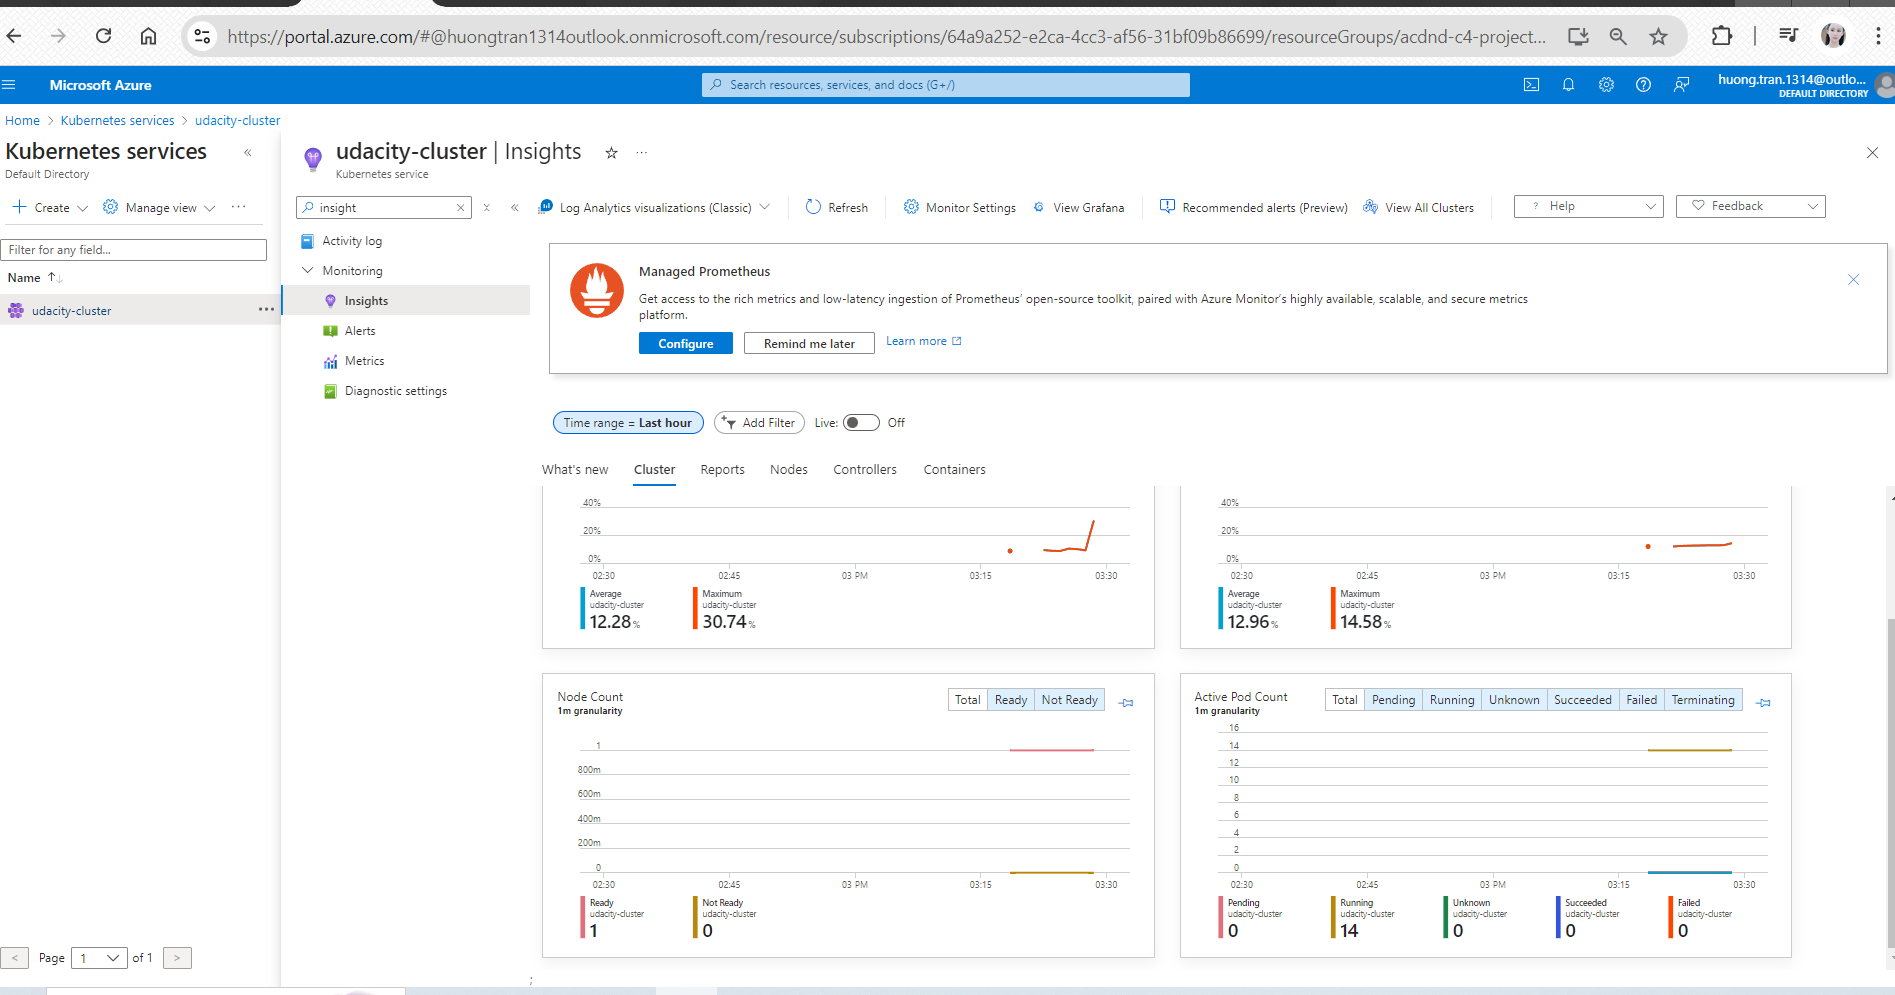 https://portal.azure.com/#@huongtran1314outlook.onmicrosoft.com/resource/subscriptions/64a9a252-e2ca-4cc3-af56-31bf09b86699/resourceGroups/acdnd-c4-project...
Microsoft Azure
Search resources, services, and docs (G+/)
huong.tran.1314@outlo...
DEFAULT DIRECTORY
Home > Kubernetes services > udacity-cluster
Kubernetes services
Default Directory
Create
Manage view
Filter for any field...
Name
udacity-cluster
Page 1 of 1
udacity-cluster | Insights
Kubernetes service
insight
Activity log
Monitoring
Insights
Alerts
Metrics
Diagnostic settings
Log Analytics visualizations (Classic)
Refresh
Monitor Settings
View Grafana
Recommended alerts (Preview)
View All Clusters
? Help
Feedback
Managed Prometheus
Get access to the rich metrics and low-latency ingestion of Prometheus' open-source toolkit, paired with Azure Monitor's highly available, scalable, and secure metrics
platform.
Configure
Remind me later
Learn more
Time range = Last hour
Add Filter
Live: Off
What's new
Cluster
Reports
Nodes
Controllers
Containers
40%
20%
0%
02:30 02:45 03 PM 03:15 03:30
Average
udacity-cluster
12.28 %
Maximum
udacity-cluster
30.74 %
40%
20%
0%
02:30 02:45 03 PM 03:15 03:30
Average
udacity-cluster
12.96 %
Maximum
udacity-cluster
14.58 %
Node Count
1m granularity
Total Ready Not Ready
1
800m
600m
400m
200m
0
02:30 02:45 03 PM 03:15 03:30
Ready
udacity-cluster
1
Not Ready
udacity-cluster
0
Active Pod Count
1m granularity
Total Pending Running Unknown Succeeded Failed Terminating
16
14
12
10
8
6
4
2
0
02:30 02:45 03 PM 03:15 03:30
Pending
udacity-cluster
0
Running
udacity-cluster
14
Unknown
udacity-cluster
0
Succeeded
udacity-cluster
0
Failed
udacity-cluster
0
;